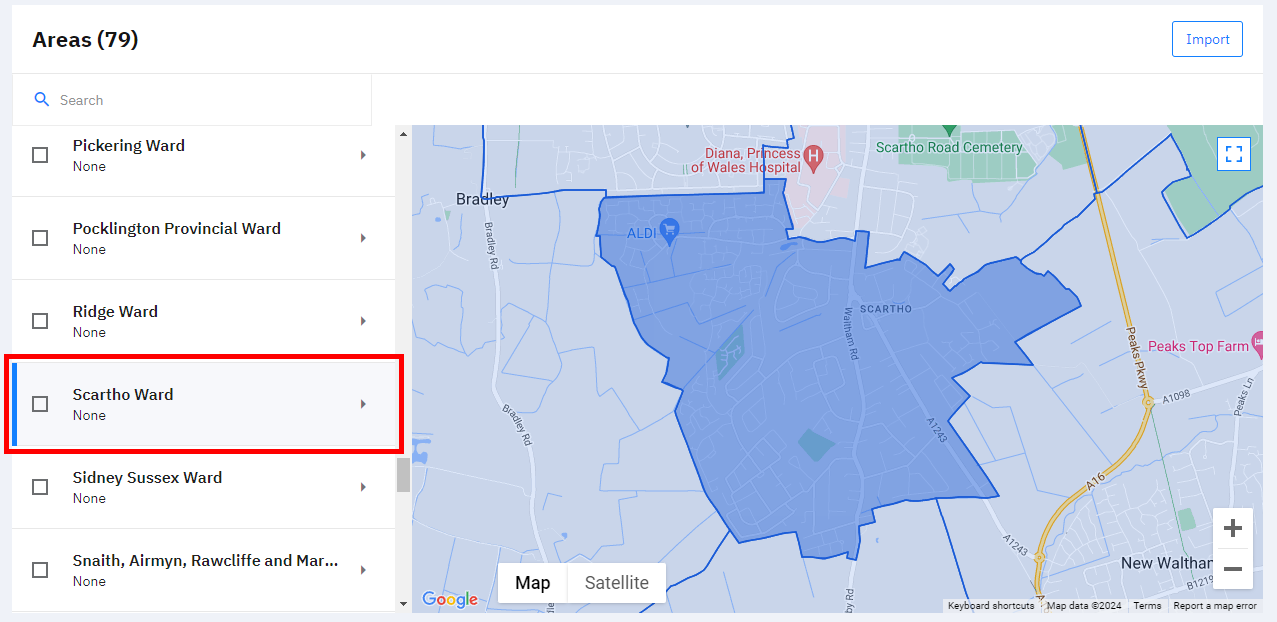 Areas (79)
Import
Search
Pickering Ward
None
Pocklington Provincial Ward
None
Ridge Ward
None
Scartho Ward
None
Sidney Sussex Ward
None
Snaith, Airmyn, Rawcliffe and Mar...
None
Diana, Princess
of Wales Hospital
H
Scartho Road Cemetery
Bradley
Bradley Rd
ALDI
SCARTHO
Waltham Rd
Peaks Pkwy
Peaks Top Farm
A1098
Peaks Ln
Bradley Rd
A1243
A16
A1243
New Waltham
B1219
by Rd
Map
Satellite
Google
Keyboard shortcuts
Map data ©2024
Terms
Report a map error